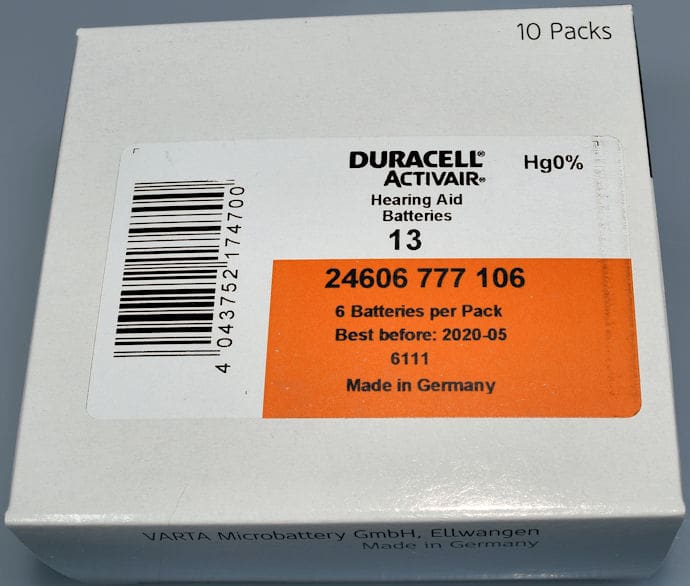 10 Packs
DURACELL®
ACTIVAIR®
Hg0%
Hearing Aid
Batteries
13
4 043752 174700
24606 777 106
6 Batteries per Pack
Best before: 2020-05
6111
Made in Germany
VARTA Microbattery GmbH, Ellwangen
Made in Germany